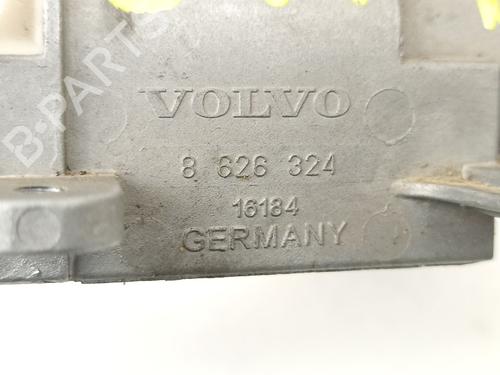 B-PARTS
VOLVO
8 626 324
16184
GERMANY